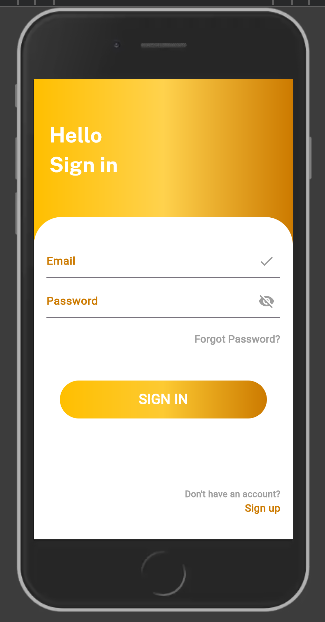 Hello
Sign in
Email
Password
Forgot Password?
SIGN IN
Don't have an account?
Sign up